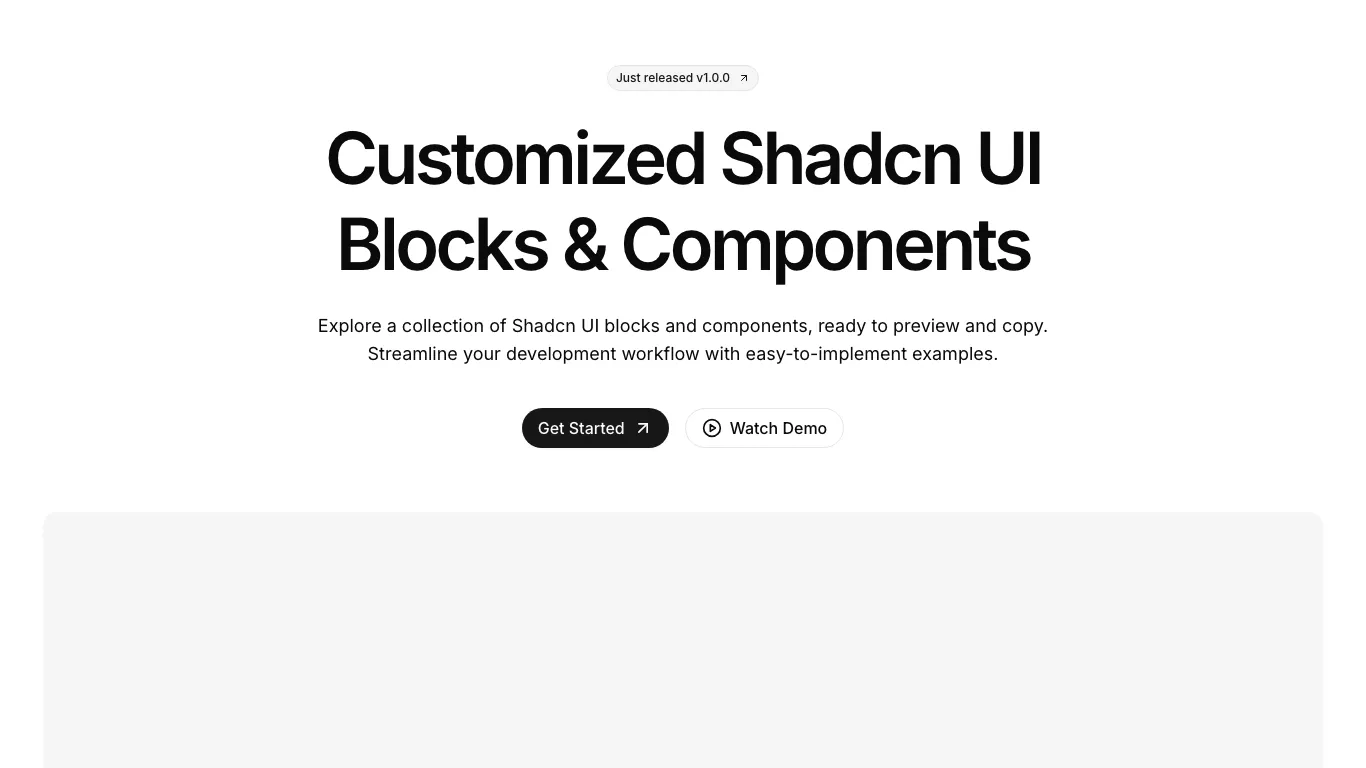 Just released v1.0.0
Customized Shadcn UI
Blocks & Components
Explore a collection of Shadcn UI blocks and components, ready to preview and copy.
Streamline your development workflow with easy-to-implement examples.
Get Started
Watch Demo